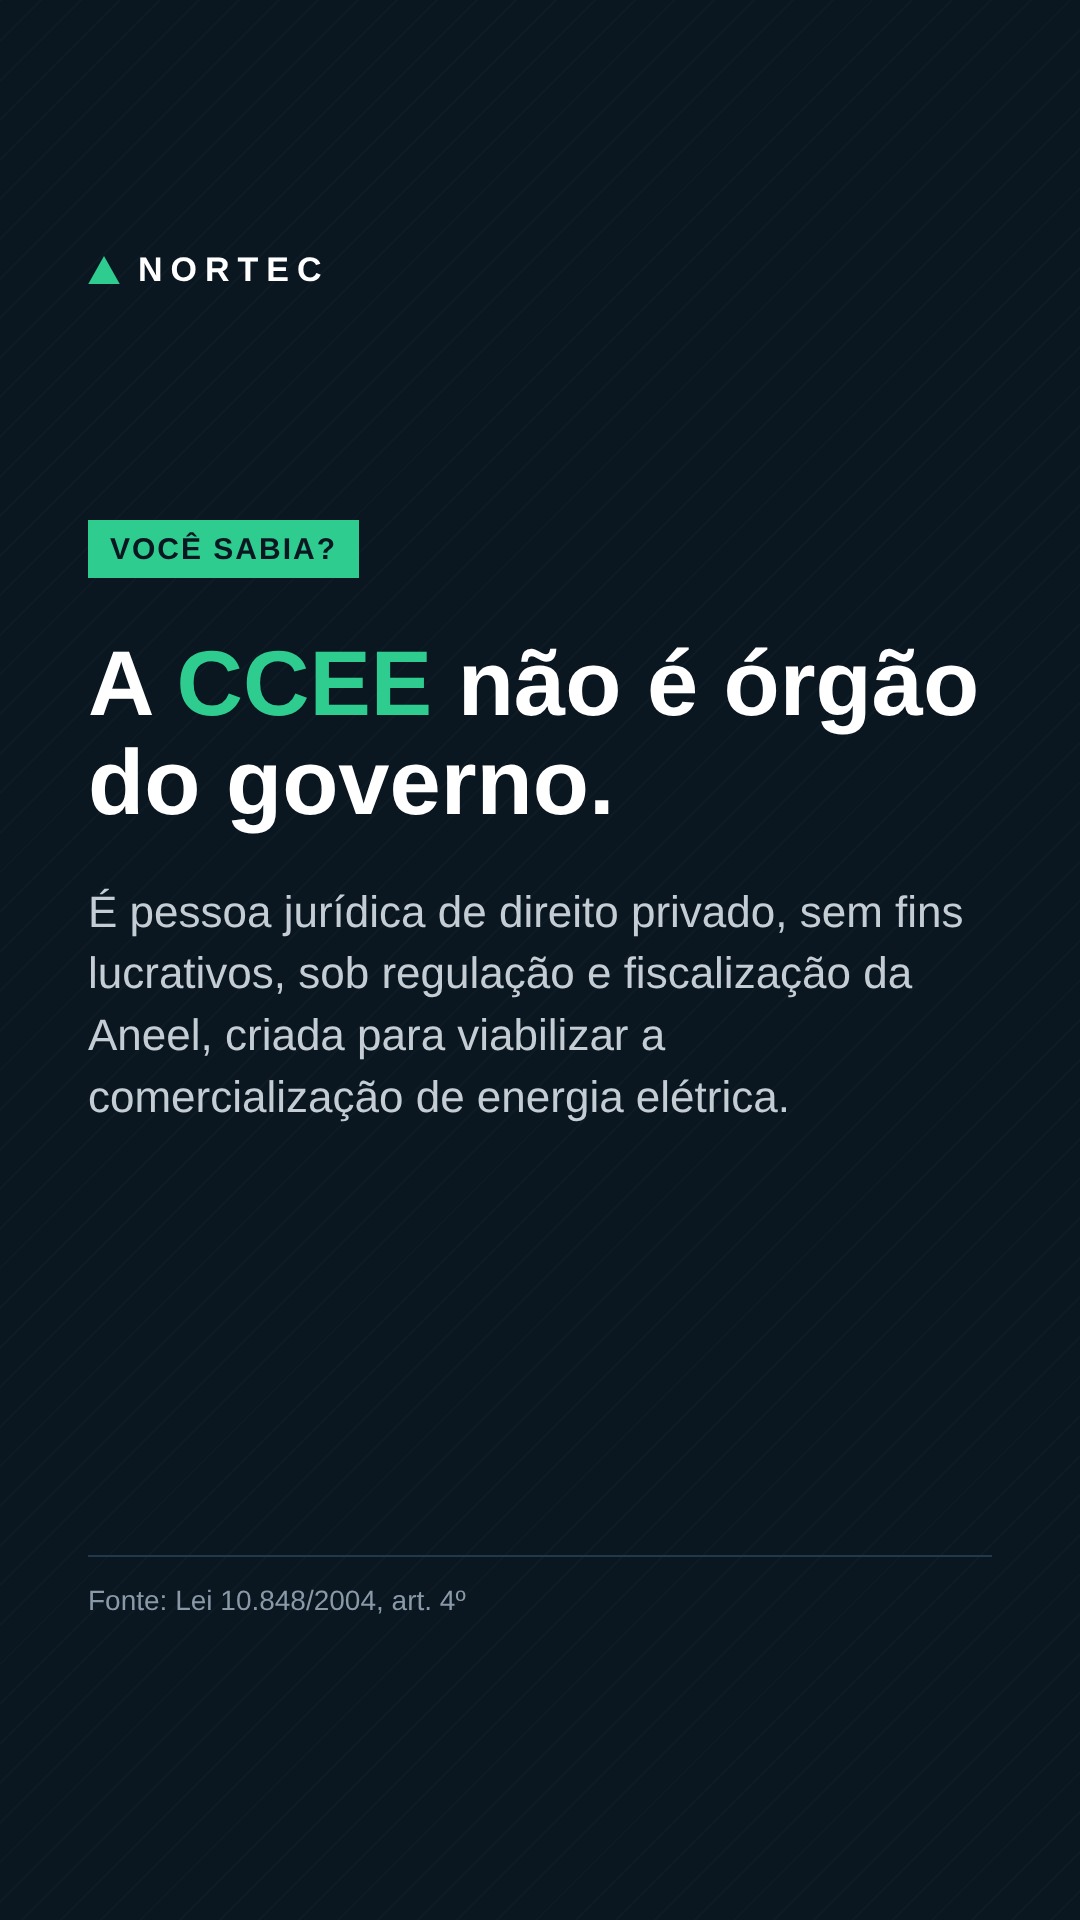 NORTEC
VOCÊ SABIA?
A CCEE não é órgão
do governo.
É pessoa jurídica de direito privado, sem fins
lucrativos, sob regulação e fiscalização da
Aneel, criada para viabilizar a
comercialização de energia elétrica.
Fonte: Lei 10.848/2004, art. 4º